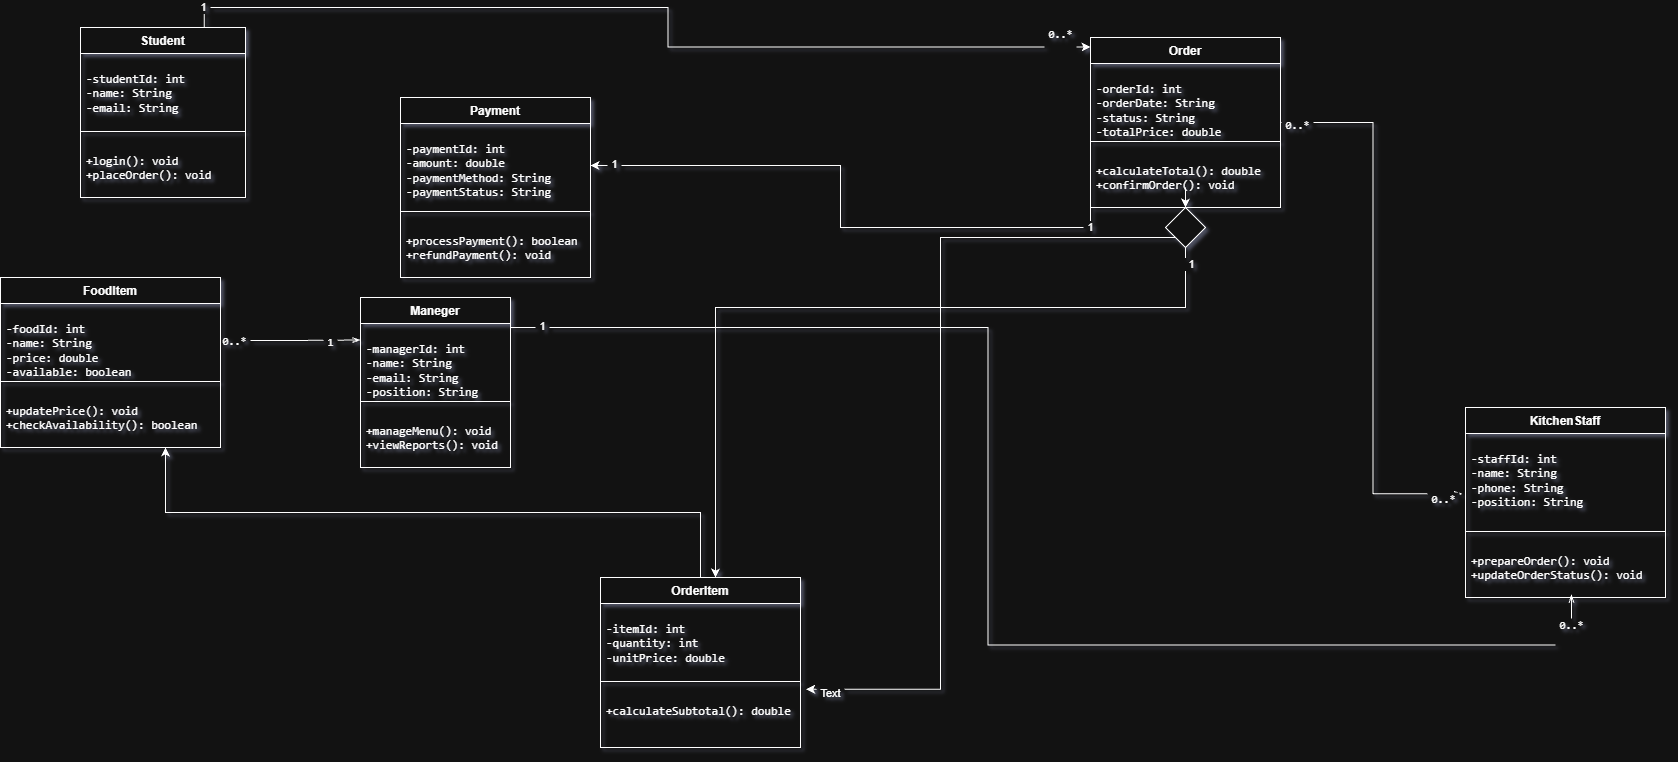 1
Student
-studentId: int
-name: String
-email: String
+login(): void
+placeOrder(): void
0..*
Order
-orderId: int
-orderDate: String
-status: String
-totalPrice: double
+calculateTotal(): double
+confirmOrder(): void
0..*
Payment
-paymentId: int
-amount: double
-paymentMethod: String
-paymentStatus: String
+processPayment(): boolean
+refundPayment(): void
1
1
1
FoodItem
-foodId: int
-name: String
-price: double
-available: boolean
+updatePrice(): void
+checkAvailability(): boolean
0..*
1
Maneger
-managerId: int
-name: String
-email: String
-position: String
+manageMenu(): void
+viewReports(): void
1
KitchenStaff
-staffId: int
-name: String
-phone: String
-position: String
+prepareOrder(): void
+updateOrderStatus(): void
0..*
0..*
OrderItem
-itemId: int
-quantity: int
-unitPrice: double
+calculateSubtotal(): double
Text